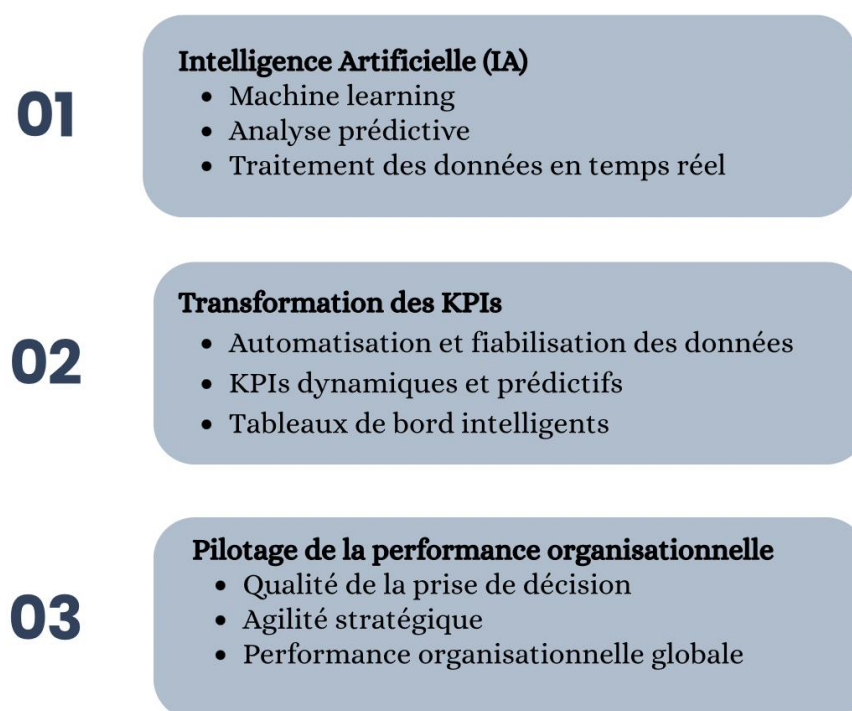 01
Intelligence Artificielle (IA)
• Machine learning
• Analyse prédictive
• Traitement des données en temps réel
02
Transformation des KPIs
• Automatisation et fiabilisation des données
• KPIs dynamiques et prédictifs
• Tableaux de bord intelligents
03
Pilotage de la performance organisationnelle
• Qualité de la prise de décision
• Agilité stratégique
• Performance organisationnelle globale